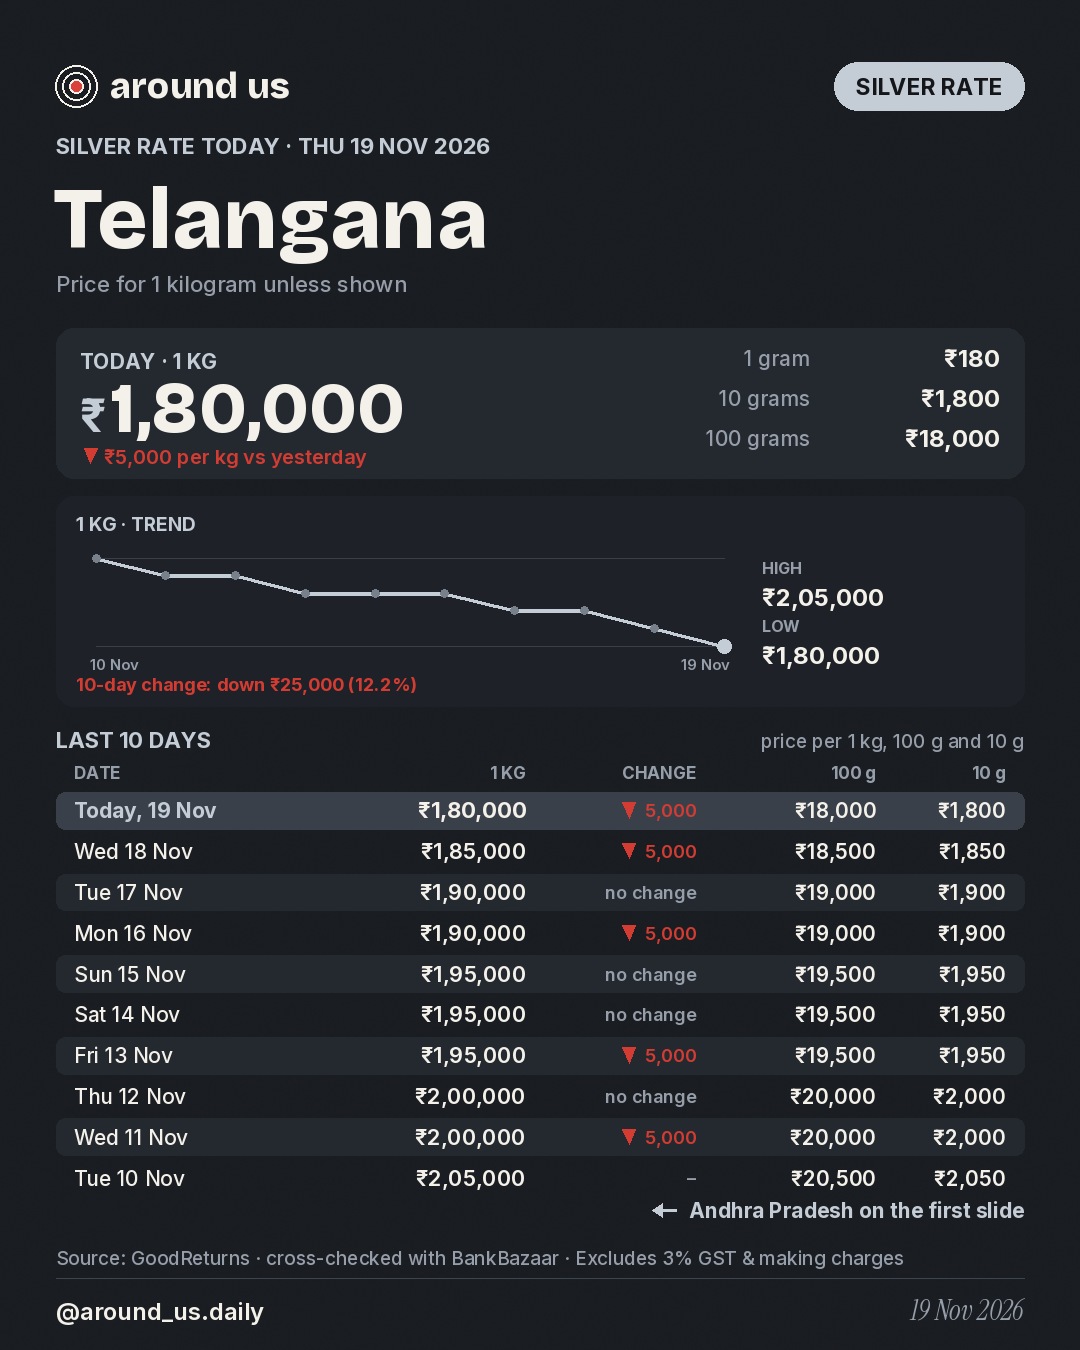 around us
SILVER RATE
SILVER RATE TODAY · THU 19 NOV 2026
Telangana
Price for 1 kilogram unless shown
TODAY · 1 KG
₹1,80,000
▼ ₹5,000 per kg vs yesterday
1 gram ₹180
10 grams ₹1,800
100 grams ₹18,000
1 KG · TREND
HIGH
₹2,05,000
LOW
₹1,80,000
10 Nov 19 Nov
10-day change: down ₹25,000 (12.2%)
LAST 10 DAYS price per 1 kg, 100 g and 10 g
DATE 1 KG CHANGE 100 g 10 g
Today, 19 Nov ₹1,80,000 ▼ 5,000 ₹18,000 ₹1,800
Wed 18 Nov ₹1,85,000 ▼ 5,000 ₹18,500 ₹1,850
Tue 17 Nov ₹1,90,000 no change ₹19,000 ₹1,900
Mon 16 Nov ₹1,90,000 ▼ 5,000 ₹19,000 ₹1,900
Sun 15 Nov ₹1,95,000 no change ₹19,500 ₹1,950
Sat 14 Nov ₹1,95,000 no change ₹19,500 ₹1,950
Fri 13 Nov ₹1,95,000 ▼ 5,000 ₹19,500 ₹1,950
Thu 12 Nov ₹2,00,000 no change ₹20,000 ₹2,000
Wed 11 Nov ₹2,00,000 ▼ 5,000 ₹20,000 ₹2,000
Tue 10 Nov ₹2,05,000 – ₹20,500 ₹2,050
← Andhra Pradesh on the first slide
Source: GoodReturns · cross-checked with BankBazaar · Excludes 3% GST & making charges
@around_us.daily
19 Nov 2026